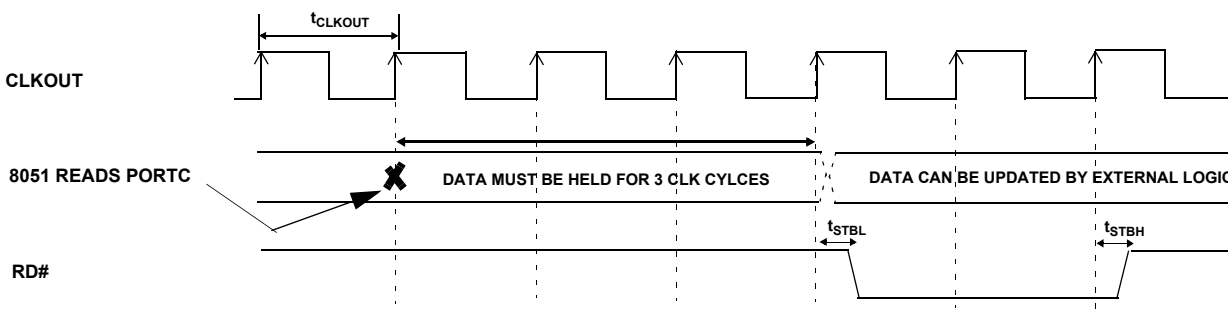 tCLKOUT
CLKOUT
8051 READS PORTC
DATA MUST BE HELD FOR 3 CLK CYLCES
DATA CAN BE UPDATED BY EXTERNAL LOGIC
tSTBL
tSTBH
RD#